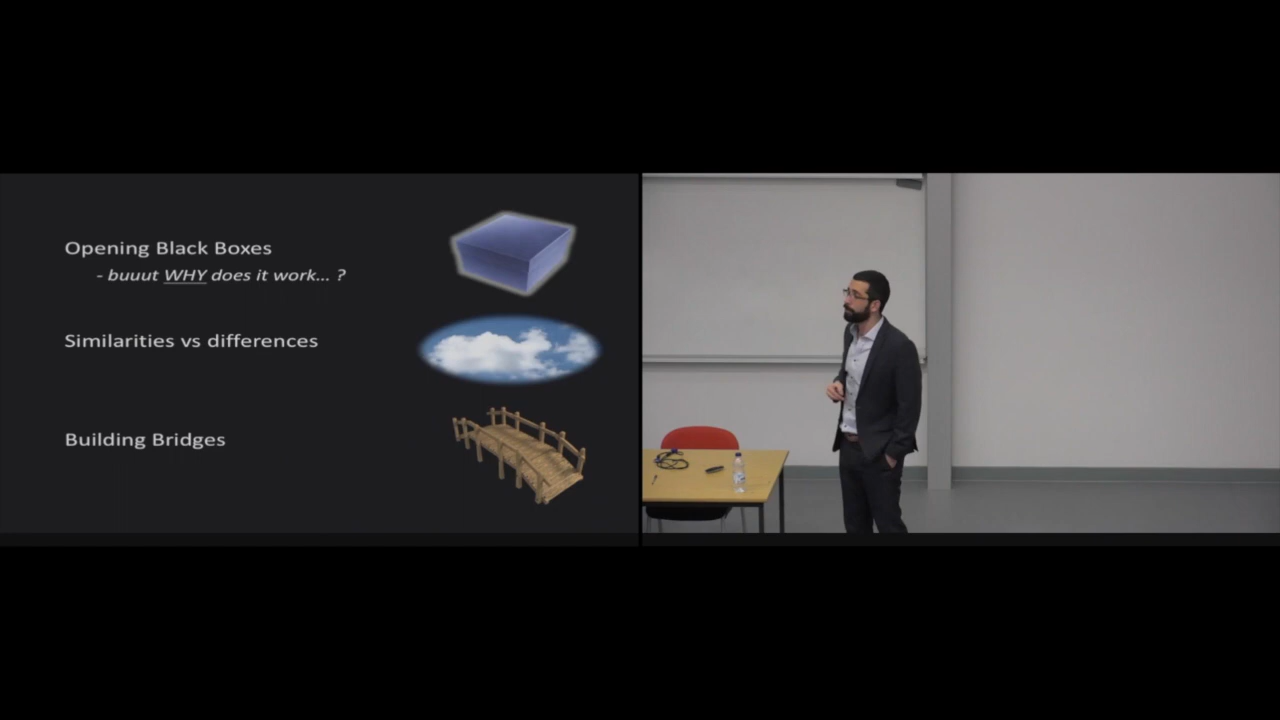 Opening Black Boxes
- buuut WHY does it work... ?
Similarities vs differences
Building Bridges